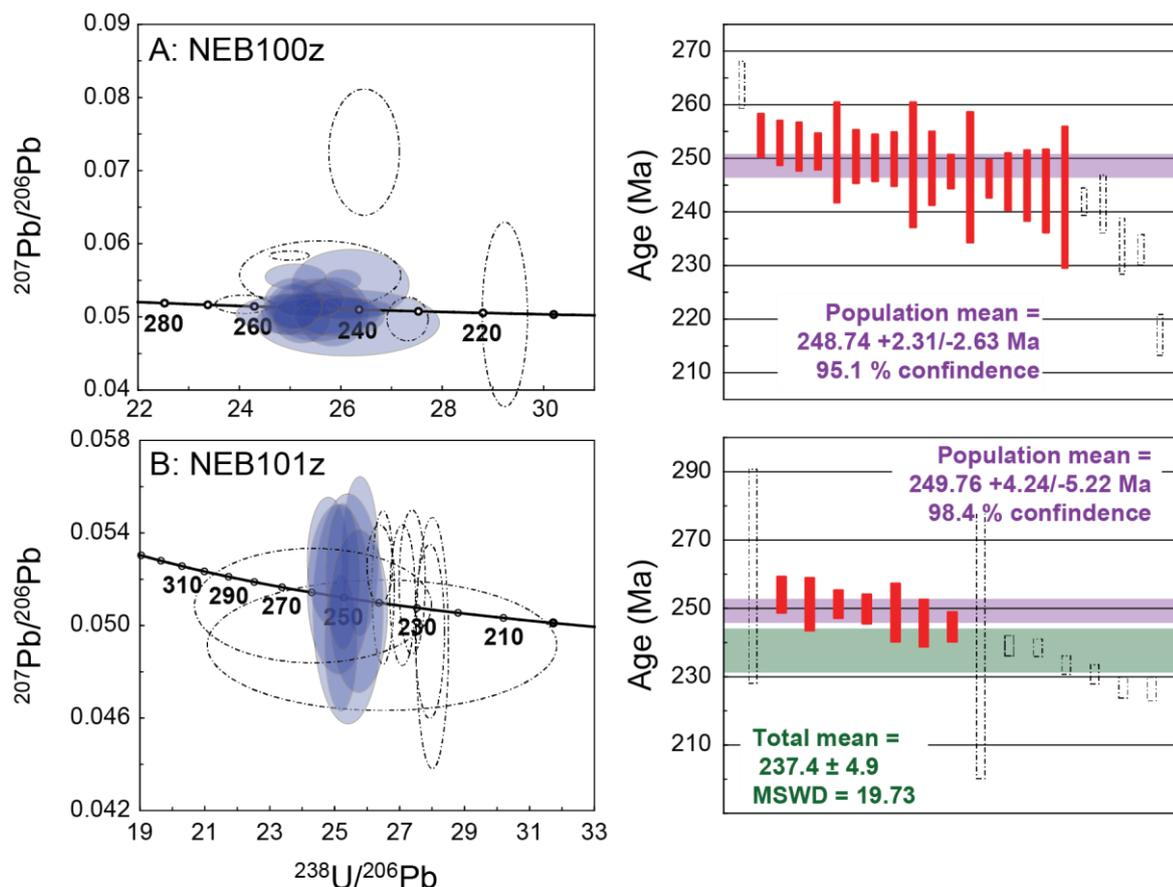 0.09
0.08
0.07
0.06
0.05
0.04
²⁰⁷Pb/²⁰⁶Pb
A: NEB100z
280
260
240
220
22
24
26
28
30
270
260
250
240
230
220
210
Age (Ma)
Population mean =
248.74 +2.31/-2.63 Ma
95.1 % confindence
0.058
0.054
0.050
0.046
0.042
²⁰⁷Pb/²⁰⁶Pb
B: NEB101z
310
290
270
250
230
210
19
21
23
25
27
29
31
33
²³⁸U/²⁰⁶Pb
290
270
250
230
210
Age (Ma)
Population mean =
249.76 +4.24/-5.22 Ma
98.4 % confindence
Total mean =
237.4 ± 4.9
MSWD = 19.73